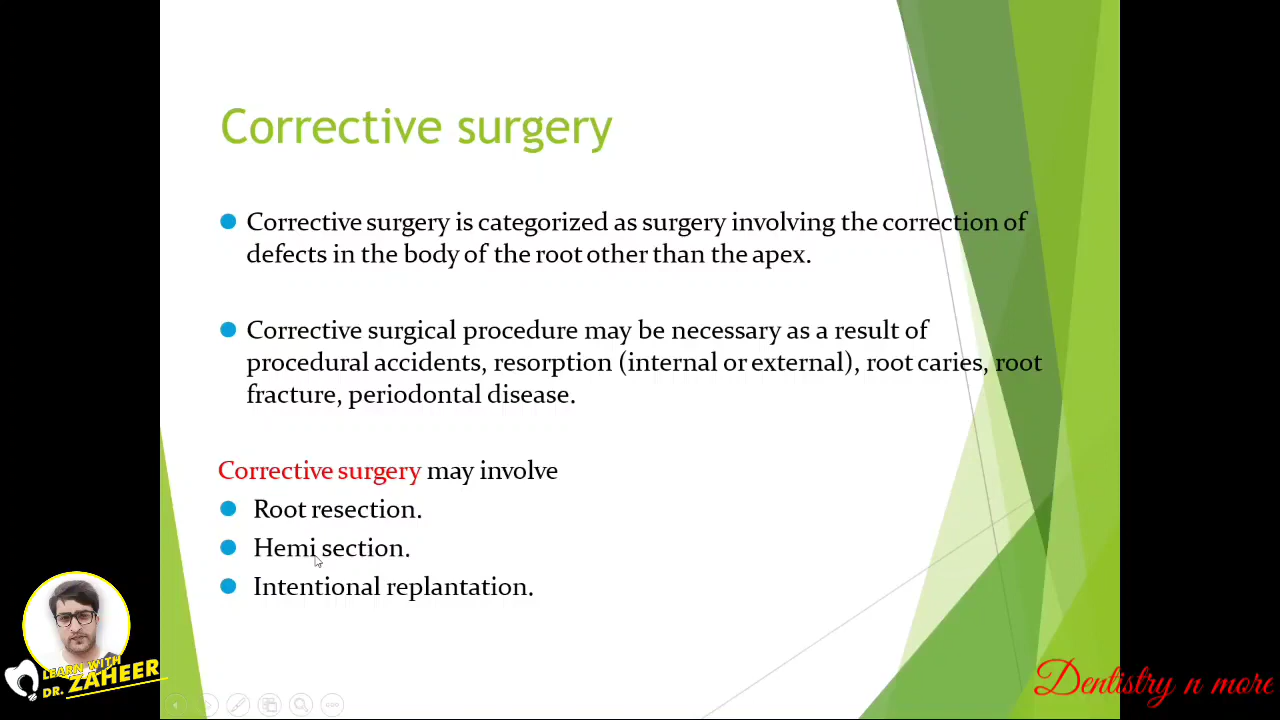 Corrective surgery
Corrective surgery is categorized as surgery involving the correction of
defects in the body of the root other than the apex.
Corrective surgical procedure may be necessary as a result of
procedural accidents, resorption (internal or external), root caries, root
fracture, periodontal disease.
Corrective surgery may involve
Root resection.
Hemi section.
Intentional replantation.
LEARN WITH
DR. ZAHEER
Dentistry n more